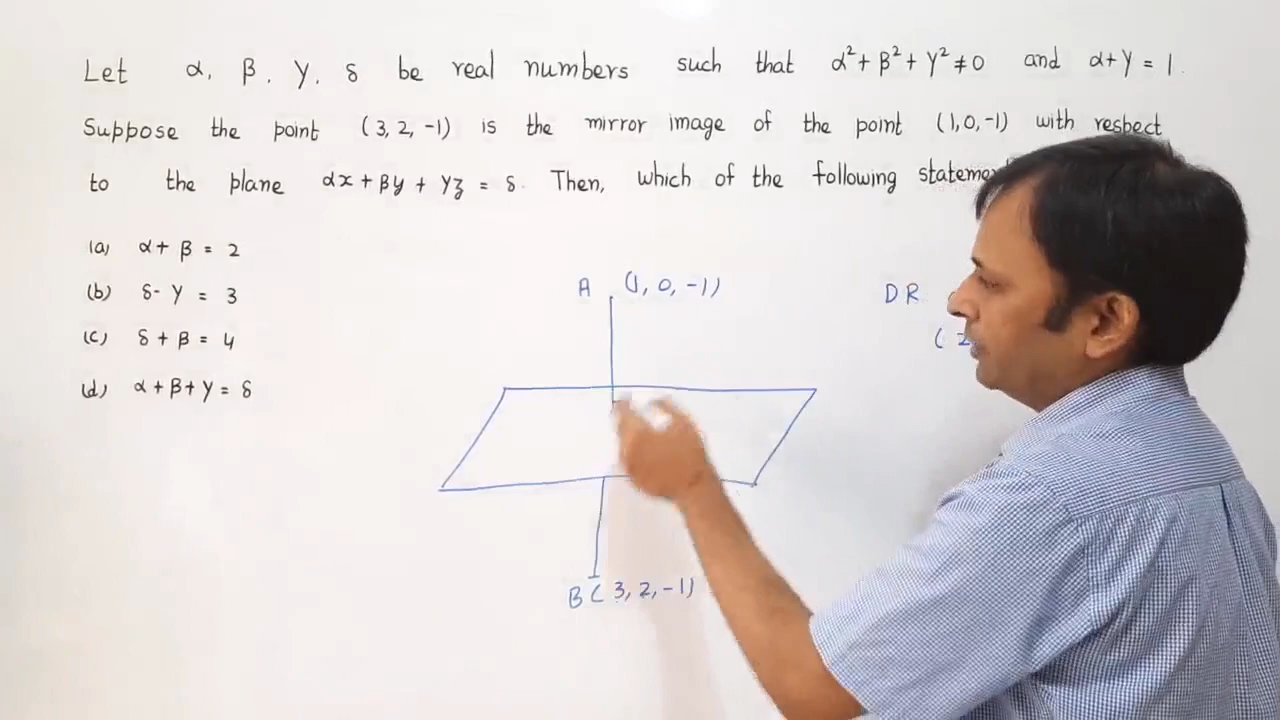 Let α, β, γ, δ be real numbers such that α²+ β²+ γ² ≠ 0 and α+ γ = 1.
Suppose the point (3, 2, -1) is the mirror image of the point (1, 0, -1) with respect
to the plane αx + βy + γz = δ. Then, which of the following
(a) α + β = 2
(b) δ - γ = 3
(c) δ + β = 4
(d) α + β + γ = δ
A (1, 0, -1)
DR
( 2
B ( 3, 2, -1)